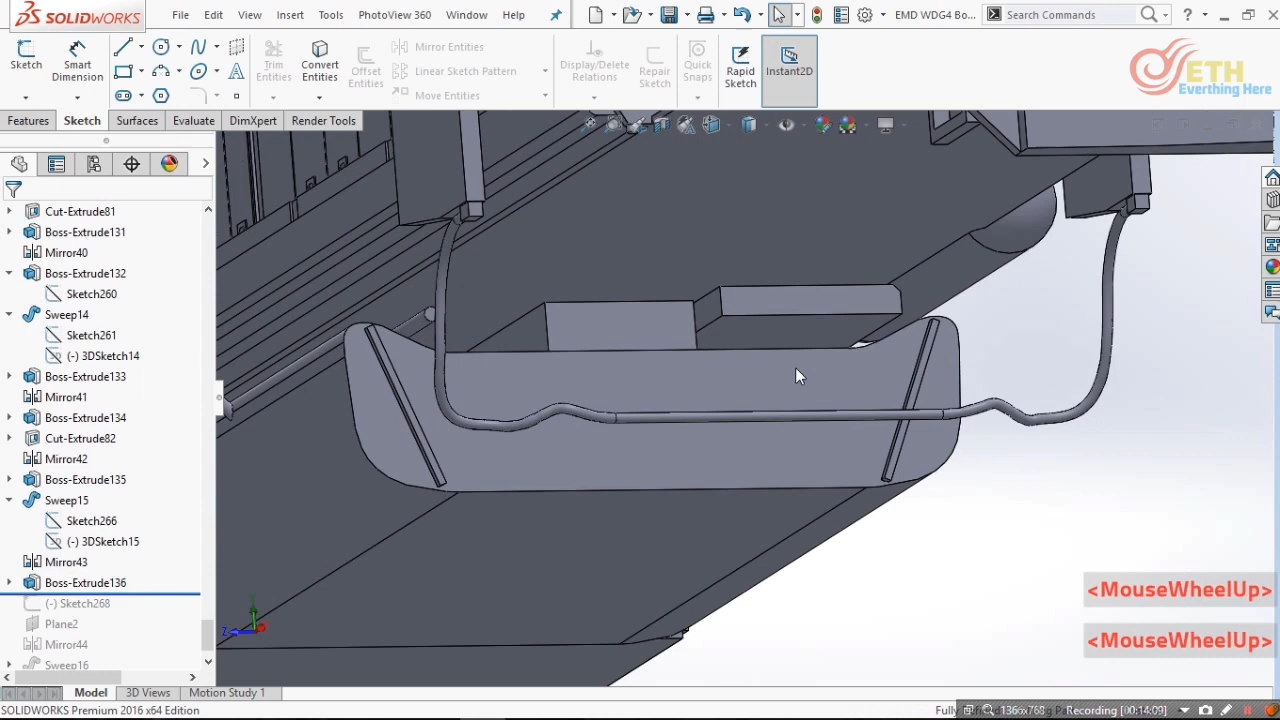 SOLIDWORKS File Edit View Insert Tools PhotoView 360 Window Help EMD WDG4 Bo... Search Commands
Sketch Smart Dimension Trim Entities Convert Entities Offset Entities Mirror Entities Linear Sketch Pattern Move Entities Display/Delete Relations Repair Sketch Quick Snaps Rapid Sketch Instant2D
ETH
Everthing Here
Features Sketch Surfaces Evaluate DimXpert Render Tools
Cut-Extrude81
Boss-Extrude131
Mirror40
Boss-Extrude132
Sketch260
Sweep14
Sketch261
(-) 3DSketch14
Boss-Extrude133
Mirror41
Boss-Extrude134
Cut-Extrude82
Mirror42
Boss-Extrude135
Sweep15
Sketch266
(-) 3DSketch15
Mirror43
Boss-Extrude136
(-) Sketch268
Plane2
Mirror44
Sweep16
<MouseWheelUp>
<MouseWheelUp>
Z
Model 3D Views Motion Study 1
SOLIDWORKS Premium 2016 x64 Edition
1366x768 Recording [00:14:09]